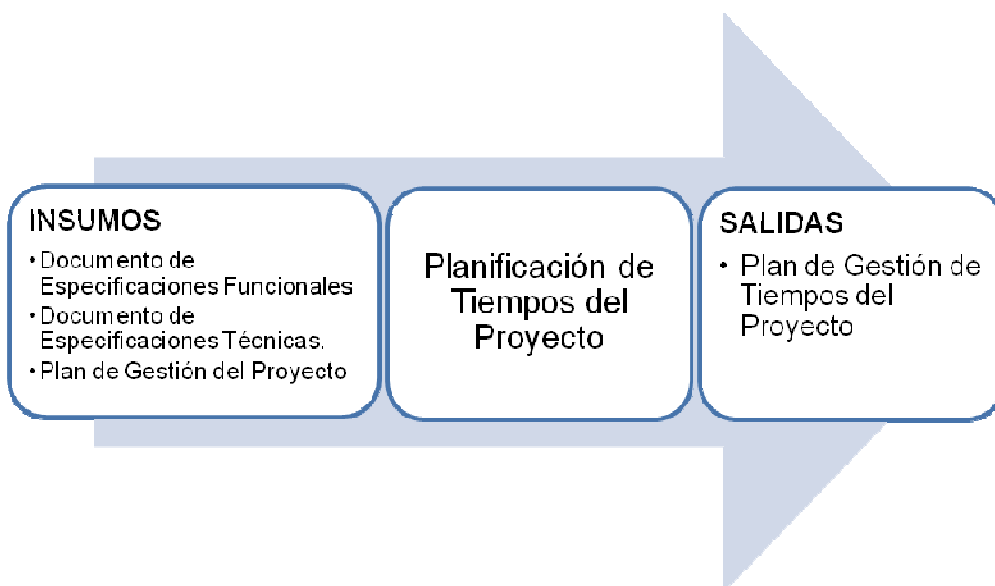 INSUMOS
• Documento de
Especificaciones Funcionales
• Documento de
Especificaciones Técnicas.
• Plan de Gestión del Proyecto
Planificación de
Tiempos del
Proyecto
SALIDAS
• Plan de Gestión de
Tiempos del
Proyecto